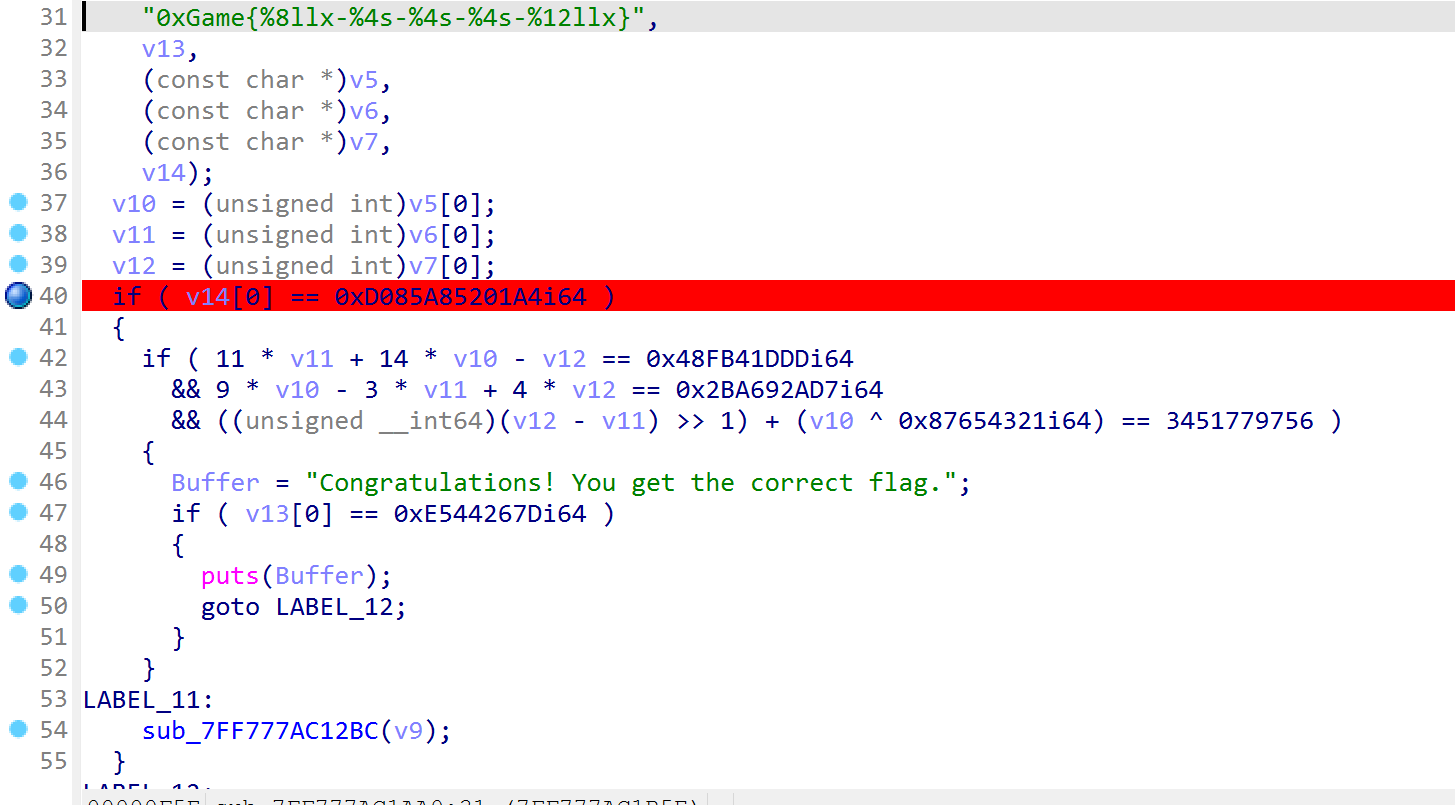 31 "0xGame{%8llx-%4s-%4s-%4s-%12llx}",
32 v13,
33 (const char *)v5,
34 (const char *)v6,
35 (const char *)v7,
36 v14);
37 v10 = (unsigned int)v5[0];
38 v11 = (unsigned int)v6[0];
39 v12 = (unsigned int)v7[0];
40 if ( v14[0] == 0xD085A85201A4i64 )
41 {
42 if ( 11 * v11 + 14 * v10 - v12 == 0x48FB41DDDi64
43 && 9 * v10 - 3 * v11 + 4 * v12 == 0x2BA692AD7i64
44 && ((unsigned __int64)(v12 - v11) >> 1) + (v10 ^ 0x87654321i64) == 3451779756 )
45 {
46 Buffer = "Congratulations! You get the correct flag.";
47 if ( v13[0] == 0xE544267Di64 )
48 {
49 puts(Buffer);
50 goto LABEL_12;
51 }
52 }
53 LABEL_11:
54 sub_7FF777AC12BC(v9);
55 }